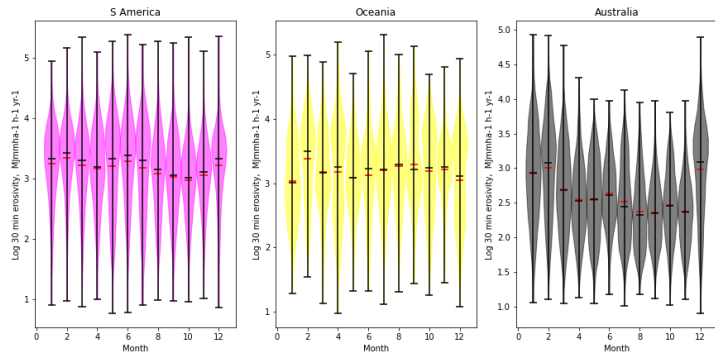 S America
Oceania
Australia
Log 30 min erosivity, MJmmha-1 h-1 yr-1
5
4
3
2
1
0 2 4 6 8 10 12
Month
Log 30 min erosivity, MJmmha-1 h-1 yr-1
5
4
3
2
1
0 2 4 6 8 10 12
Month
Log 30 min erosivity, MJmmha-1 h-1 yr-1
5.0
4.5
4.0
3.5
3.0
2.5
2.0
1.5
1.0
0 2 4 6 8 10 12
Month